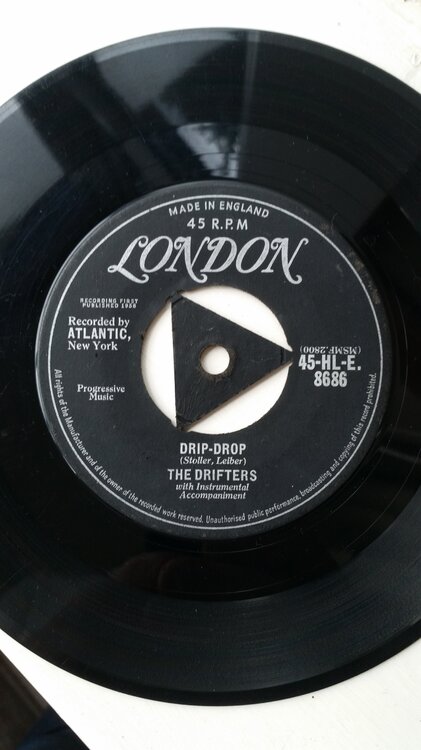 MADE IN ENGLAND
45 R.P.M
LONDON
RECORDING FIRST
PUBLISHED 1958
Recorded by
ATLANTIC,
New York
Progressive
Music
(MSMF.2800)
45-HL-E.
8686
DRIP-DROP
(Stoller, Leiber)
THE DRIFTERS
with Instrumental
Accompaniment
All rights of the Manufacturer and of the owner of the recorded work reserved. Unauthorised public performance, broadcasting and copying of this record prohibited.